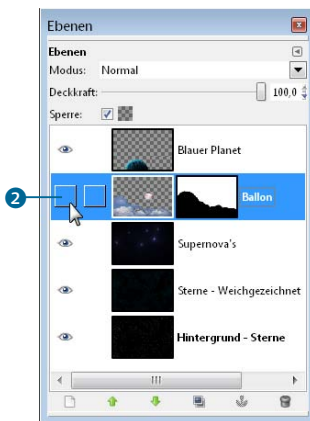 Ebenen
Ebenen
Modus: Normal
Deckkraft: 100,0
Sperre:
Blauer Planet
2 Ballon
Supernova's
Sterne - Weichgezeichnet
Hintergrund - Sterne